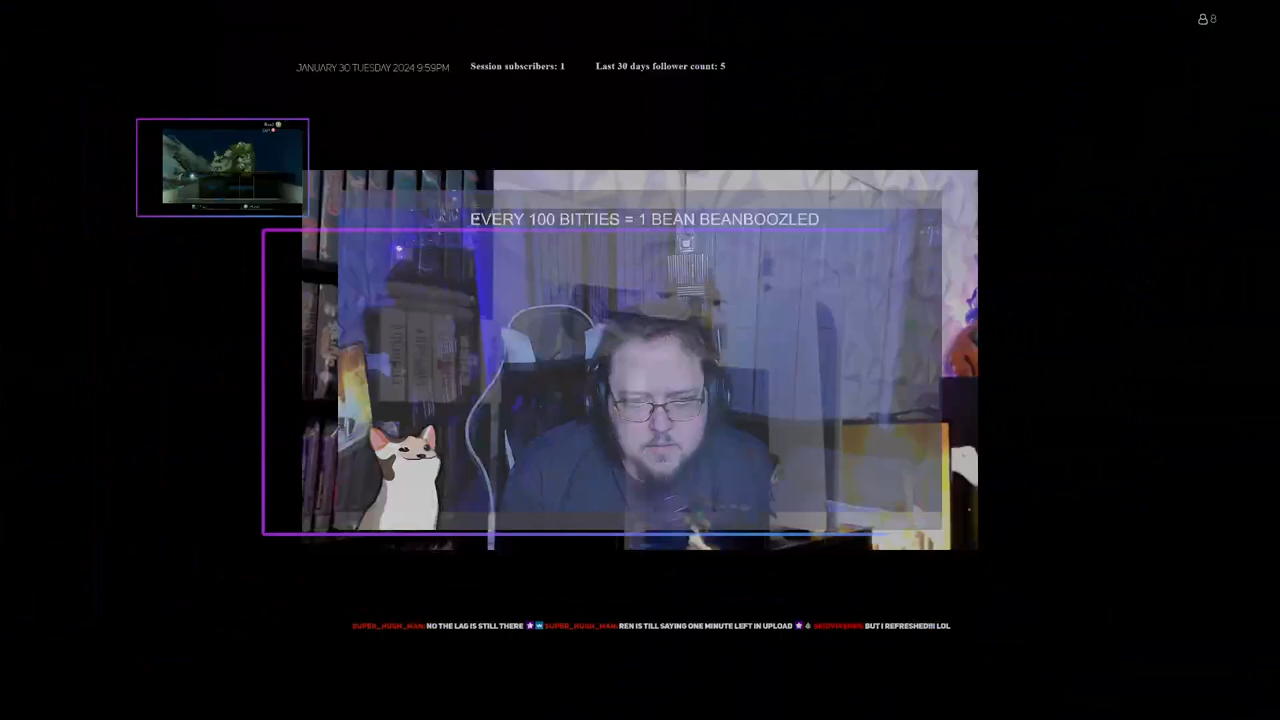 8
JANUARY 30 TUESDAY 2024 9:59PM
Session subscribers: 1
Last 30 days follower count: 5
EVERY 100 BITTIES = 1 BEAN BEANBOOZLED
SUPER_HUGH_MAN: NO THE LAG IS STILL THERE SUPER_HUGH_MAN: REN IS TILL SAYING ONE MINUTE LEFT IN UPLOAD BUT I REFRESHED!!! LOL